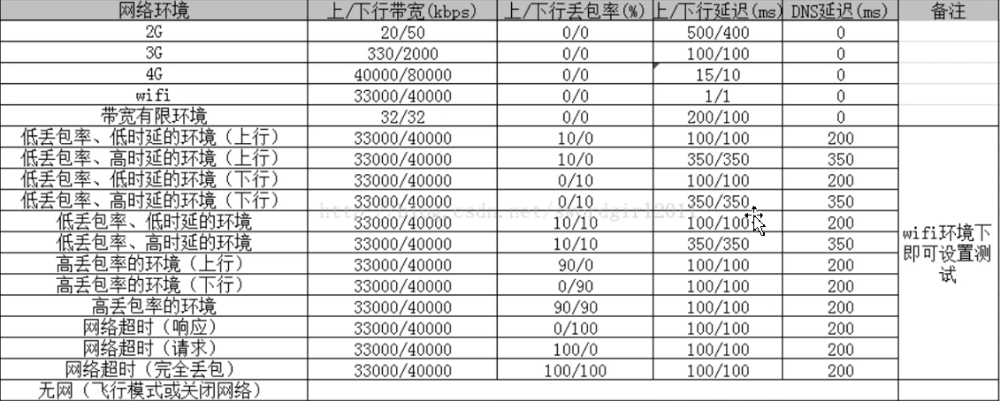 网络环境 上/下行带宽(kbps) 上/下行丢包率(%) 上/下行延迟(ms) DNS延迟(ms) 备注
2G 20/50 0/0 500/400 0
3G 330/2000 0/0 100/100 0
4G 40000/80000 0/0 15/10 0
wifi 33000/40000 0/0 1/1 0
带宽有限环境 32/32 0/0 200/100 0
低丢包率、低时延的环境（上行） 33000/40000 10/0 100/100 200
低丢包率、高时延的环境（上行） 33000/40000 10/0 350/350 350
低丢包率、低时延的环境（下行） 33000/40000 0/10 100/100 200
低丢包率、高时延的环境（下行） 33000/40000 0/10 350/350 350
低丢包率、低时延的环境 33000/40000 10/10 100/100 200
低丢包率、高时延的环境 33000/40000 10/10 350/350 350
高丢包率的环境（上行） 33000/40000 90/0 100/100 200
高丢包率的环境（下行） 33000/40000 0/90 100/100 200
高丢包率的环境 33000/40000 90/90 100/100 200
网络超时（响应） 33000/40000 0/100 100/100 200
网络超时（请求） 33000/40000 100/0 100/100 200
网络超时（完全丢包） 33000/40000 100/100 100/100 200
无网（飞行模式或关闭网络）
wifi环境下
即可设置测
试